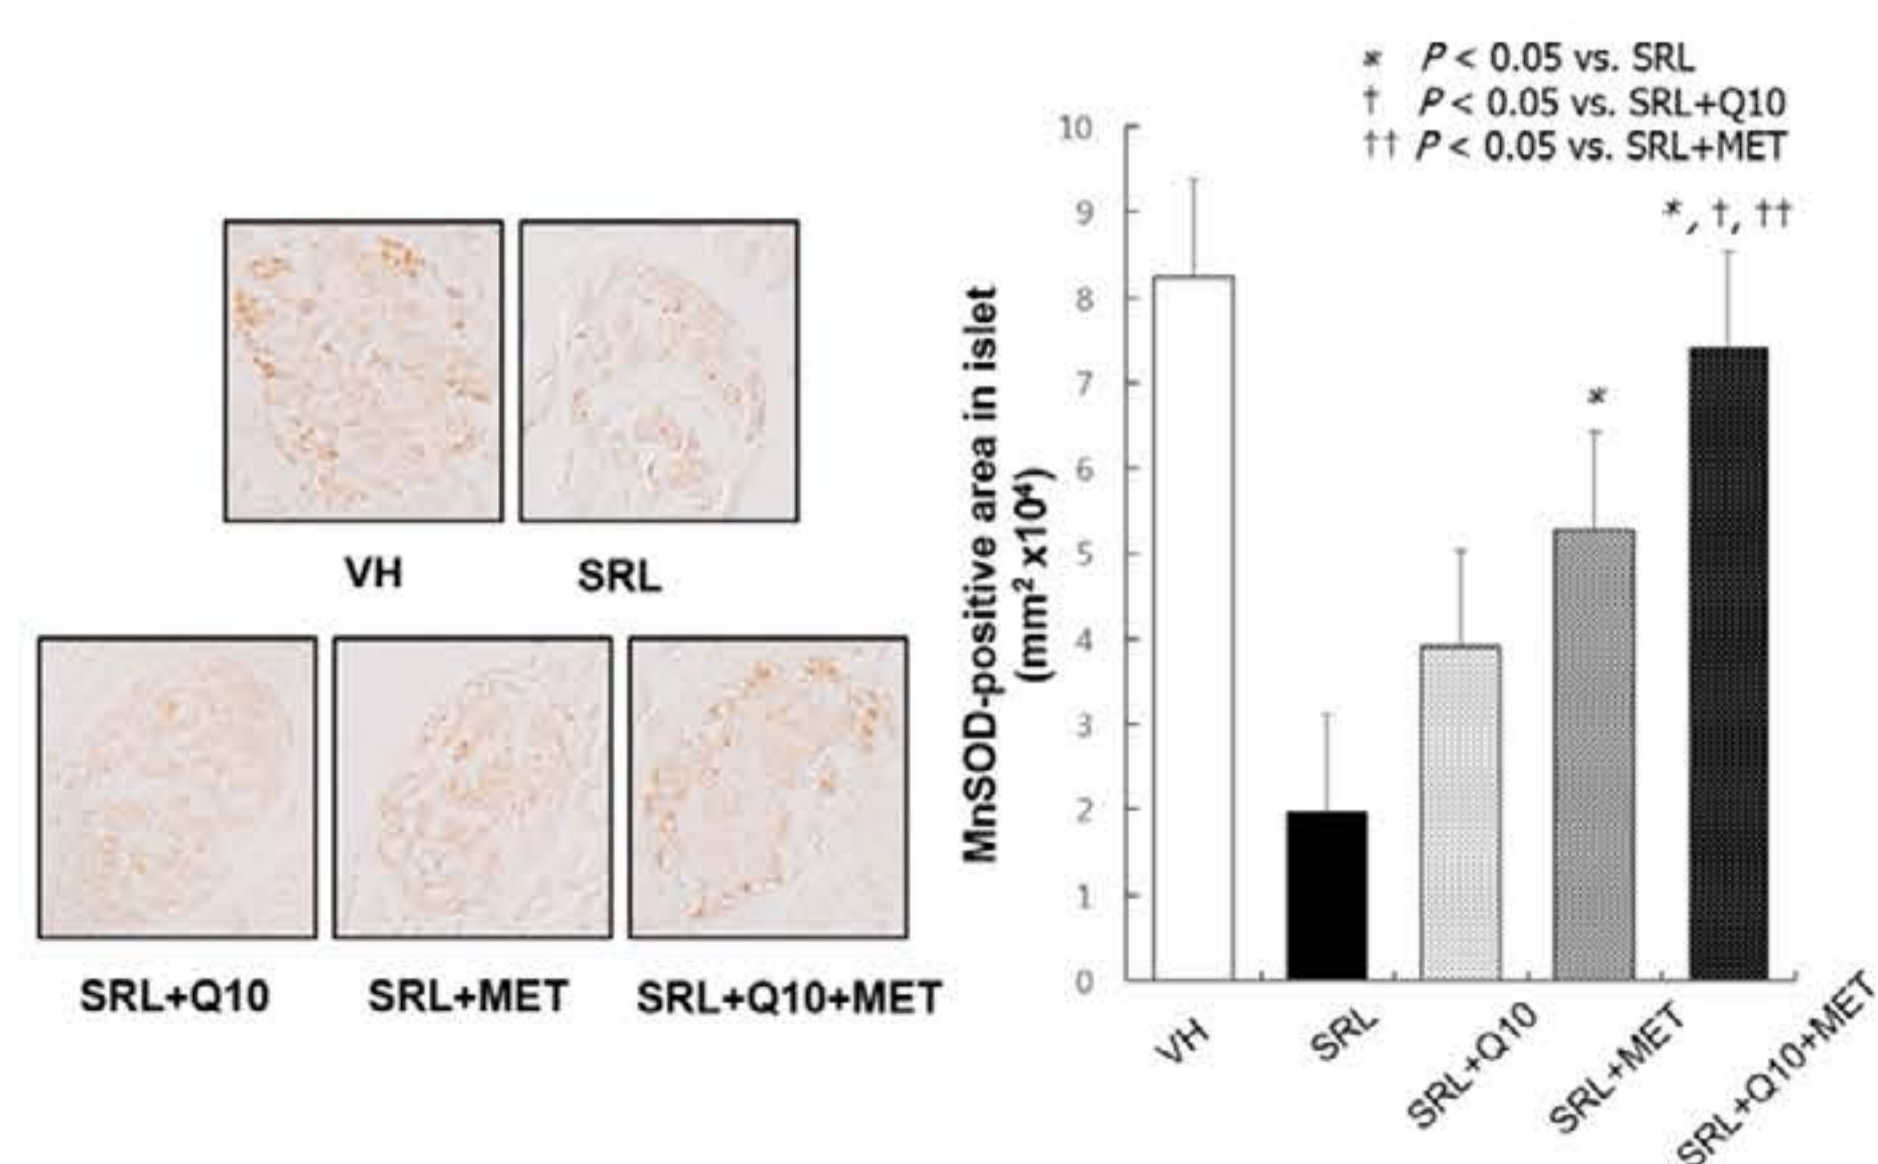 VH
SRL
SRL+Q10
SRL+MET
SRL+Q10+MET
* P < 0.05 vs. SRL
† P < 0.05 vs. SRL+Q10
†† P < 0.05 vs. SRL+MET
MnSOD-positive area in islet
(mm² x10⁴)
10
9
8
7
6
5
4
3
2
1
0
*
*, †, ††
VH
SRL
SRL+Q10
SRL+MET
SRL+Q10+MET